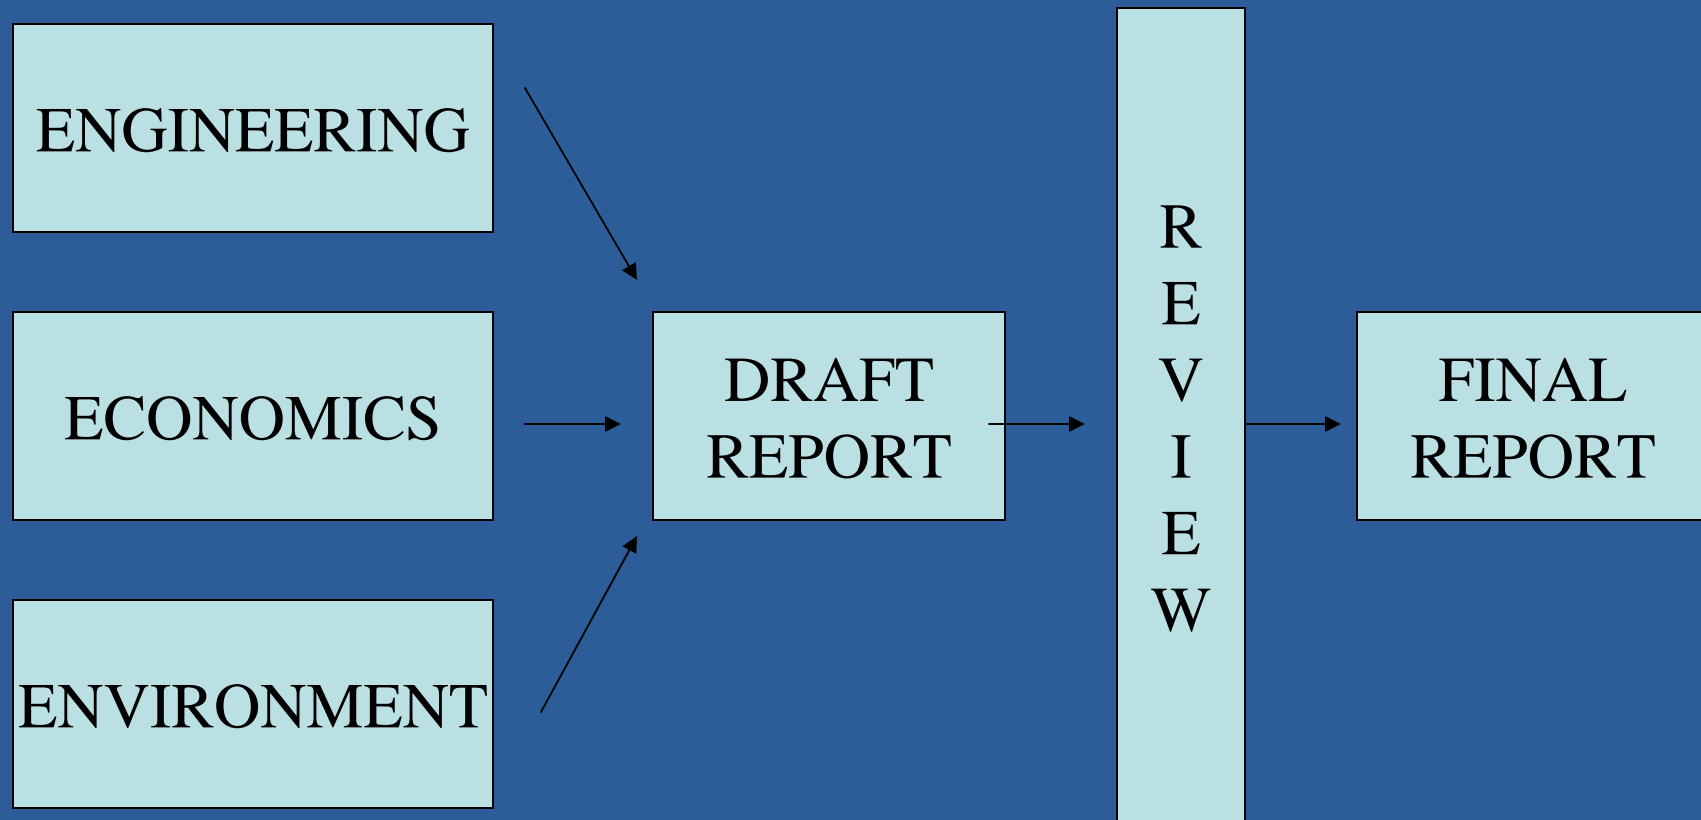 ENGINEERING
ECONOMICS
ENVIRONMENT
DRAFT
REPORT
R
E
V
I
E
W
FINAL
REPORT